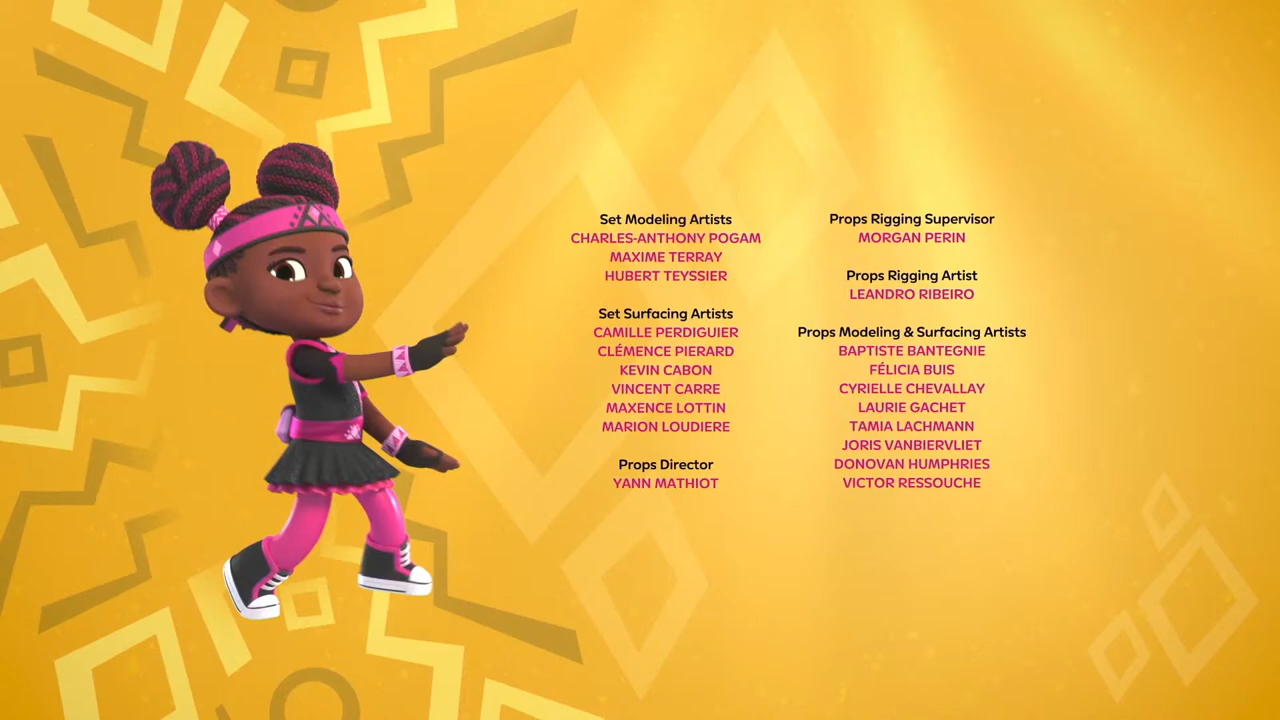 Set Modeling Artists
CHARLES-ANTHONY POGAM
MAXIME TERRAY
HUBERT TEYSSIER
Set Surfacing Artists
CAMILLE PERDIGUIER
CLÉMENCE PIERARD
KEVIN CABON
VINCENT CARRE
MAXENCE LOTTIN
MARION LOUDIERE
Props Director
YANN MATHIOT
Props Rigging Supervisor
MORGAN PERIN
Props Rigging Artist
LEANDRO RIBEIRO
Props Modeling & Surfacing Artists
BAPTISTE BANTEGNIE
FÉLICIA BUIS
CYRIELLE CHEVALLAY
LAURIE GACHET
TAMIA LACHMANN
JORIS VANBIERVLIET
DONOVAN HUMPHRIES
VICTOR RESSOUCHE